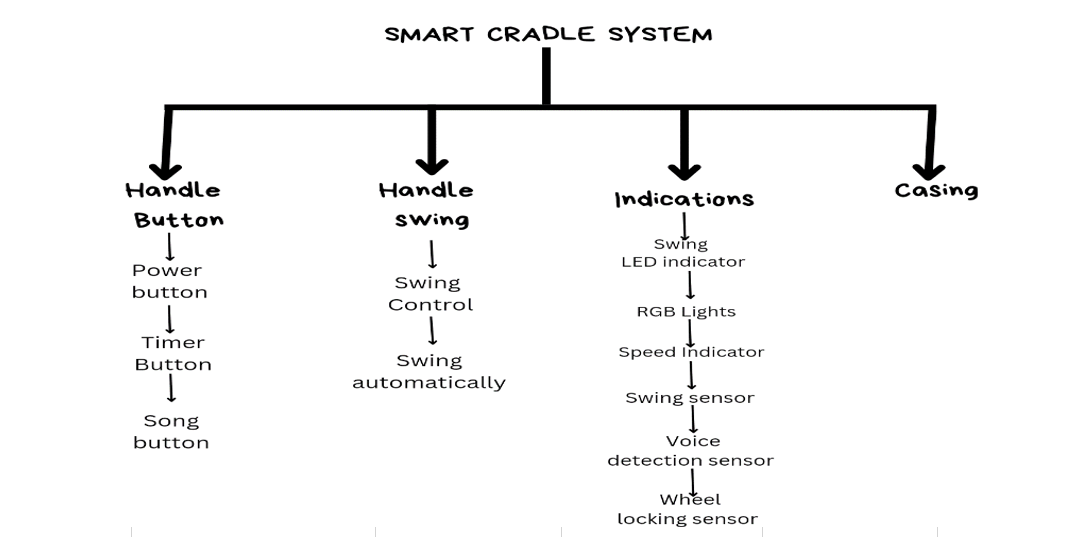 SMART CRADLE SYSTEM
Handle
Button
Power
button
Timer
Button
Song
button
Handle
swing
Swing
Control
Swing
automatically
Indications
Swing
LED indicator
RGB Lights
Speed Indicator
Swing sensor
Voice
detection sensor
Wheel
locking sensor
Casing